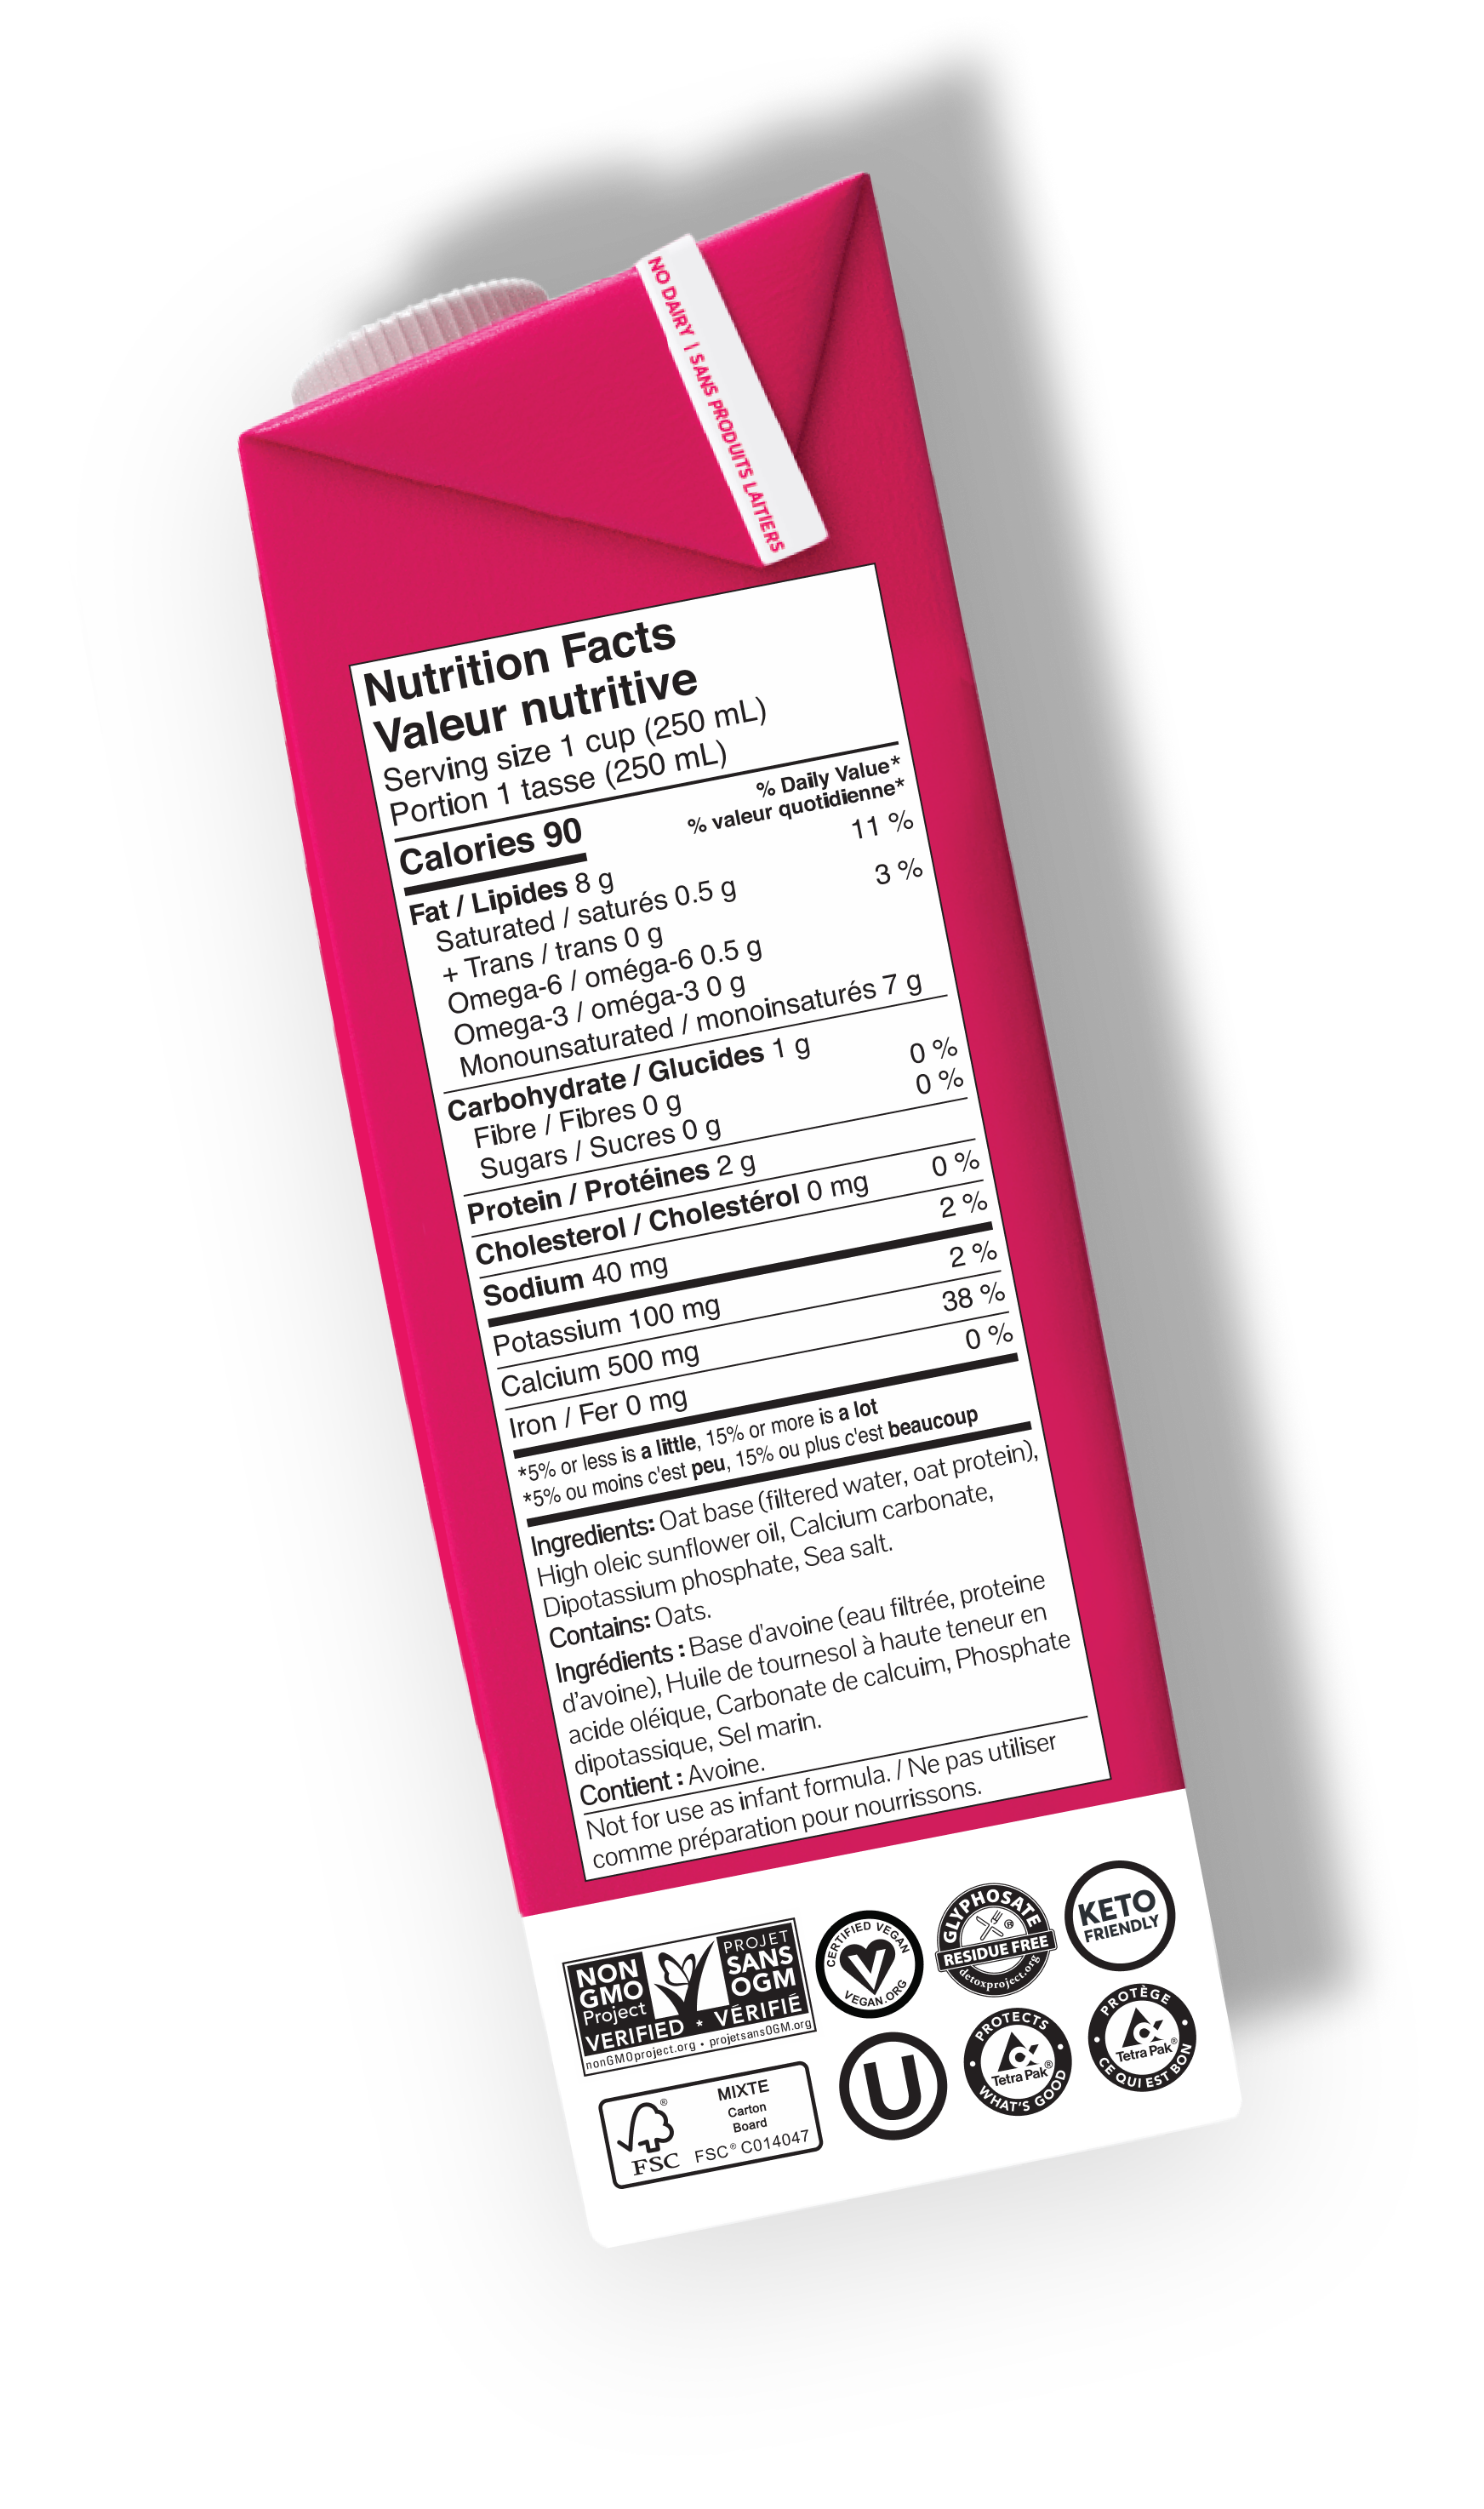 NO DAIRY | SANS PRODUITS LAITIERS
Nutrition Facts
Valeur nutritive
Serving size 1 cup (250 mL)
Portion 1 tasse (250 mL)
% Daily Value*
% valeur quotidienne*
Calories 90
Fat / Lipides 8 g 11 %
Saturated / saturés 0.5 g 3 %
+ Trans / trans 0 g
Omega-6 / oméga-6 0.5 g
Omega-3 / oméga-3 0 g
Monounsaturated / monoinsaturés 7 g
Carbohydrate / Glucides 1 g
Fibre / Fibres 0 g 0 %
Sugars / Sucres 0 g 0 %
Protein / Protéines 2 g
Cholesterol / Cholestérol 0 mg 0 %
Sodium 40 mg 2 %
Potassium 100 mg 2 %
Calcium 500 mg 38 %
Iron / Fer 0 mg 0 %
*5% or less is a little, 15% or more is a lot
*5% ou moins c'est peu, 15% ou plus c'est beaucoup
Ingredients: Oat base (filtered water, oat protein),
High oleic sunflower oil, Calcium carbonate,
Dipotassium phosphate, Sea salt.
Contains: Oats.
Ingrédients : Base d'avoine (eau filtrée, proteine
d'avoine), Huile de tournesol à haute teneur en
acide oléique, Carbonate de calcuim, Phosphate
dipotassique, Sel marin.
Contient : Avoine.
Not for use as infant formula. / Ne pas utiliser
comme préparation pour nourrissons.
NON
GMO
Project
PROJET
SANS
OGM
VERIFIED * VÉRIFIÉ
nonGMOproject.org • projetsansOGM.org
CERTIFIED VEGAN
V
VEGAN.ORG
GLYPHOSATE
®
RESIDUE FREE
detoxproject.org
KETO
FRIENDLY
®
FSC
MIXTE
Carton
Board
FSC® C014047
U
PROTECTS
Tetra Pak®
WHAT'S GOOD
PROTÈGE
Tetra Pak®
CE QUI EST BON